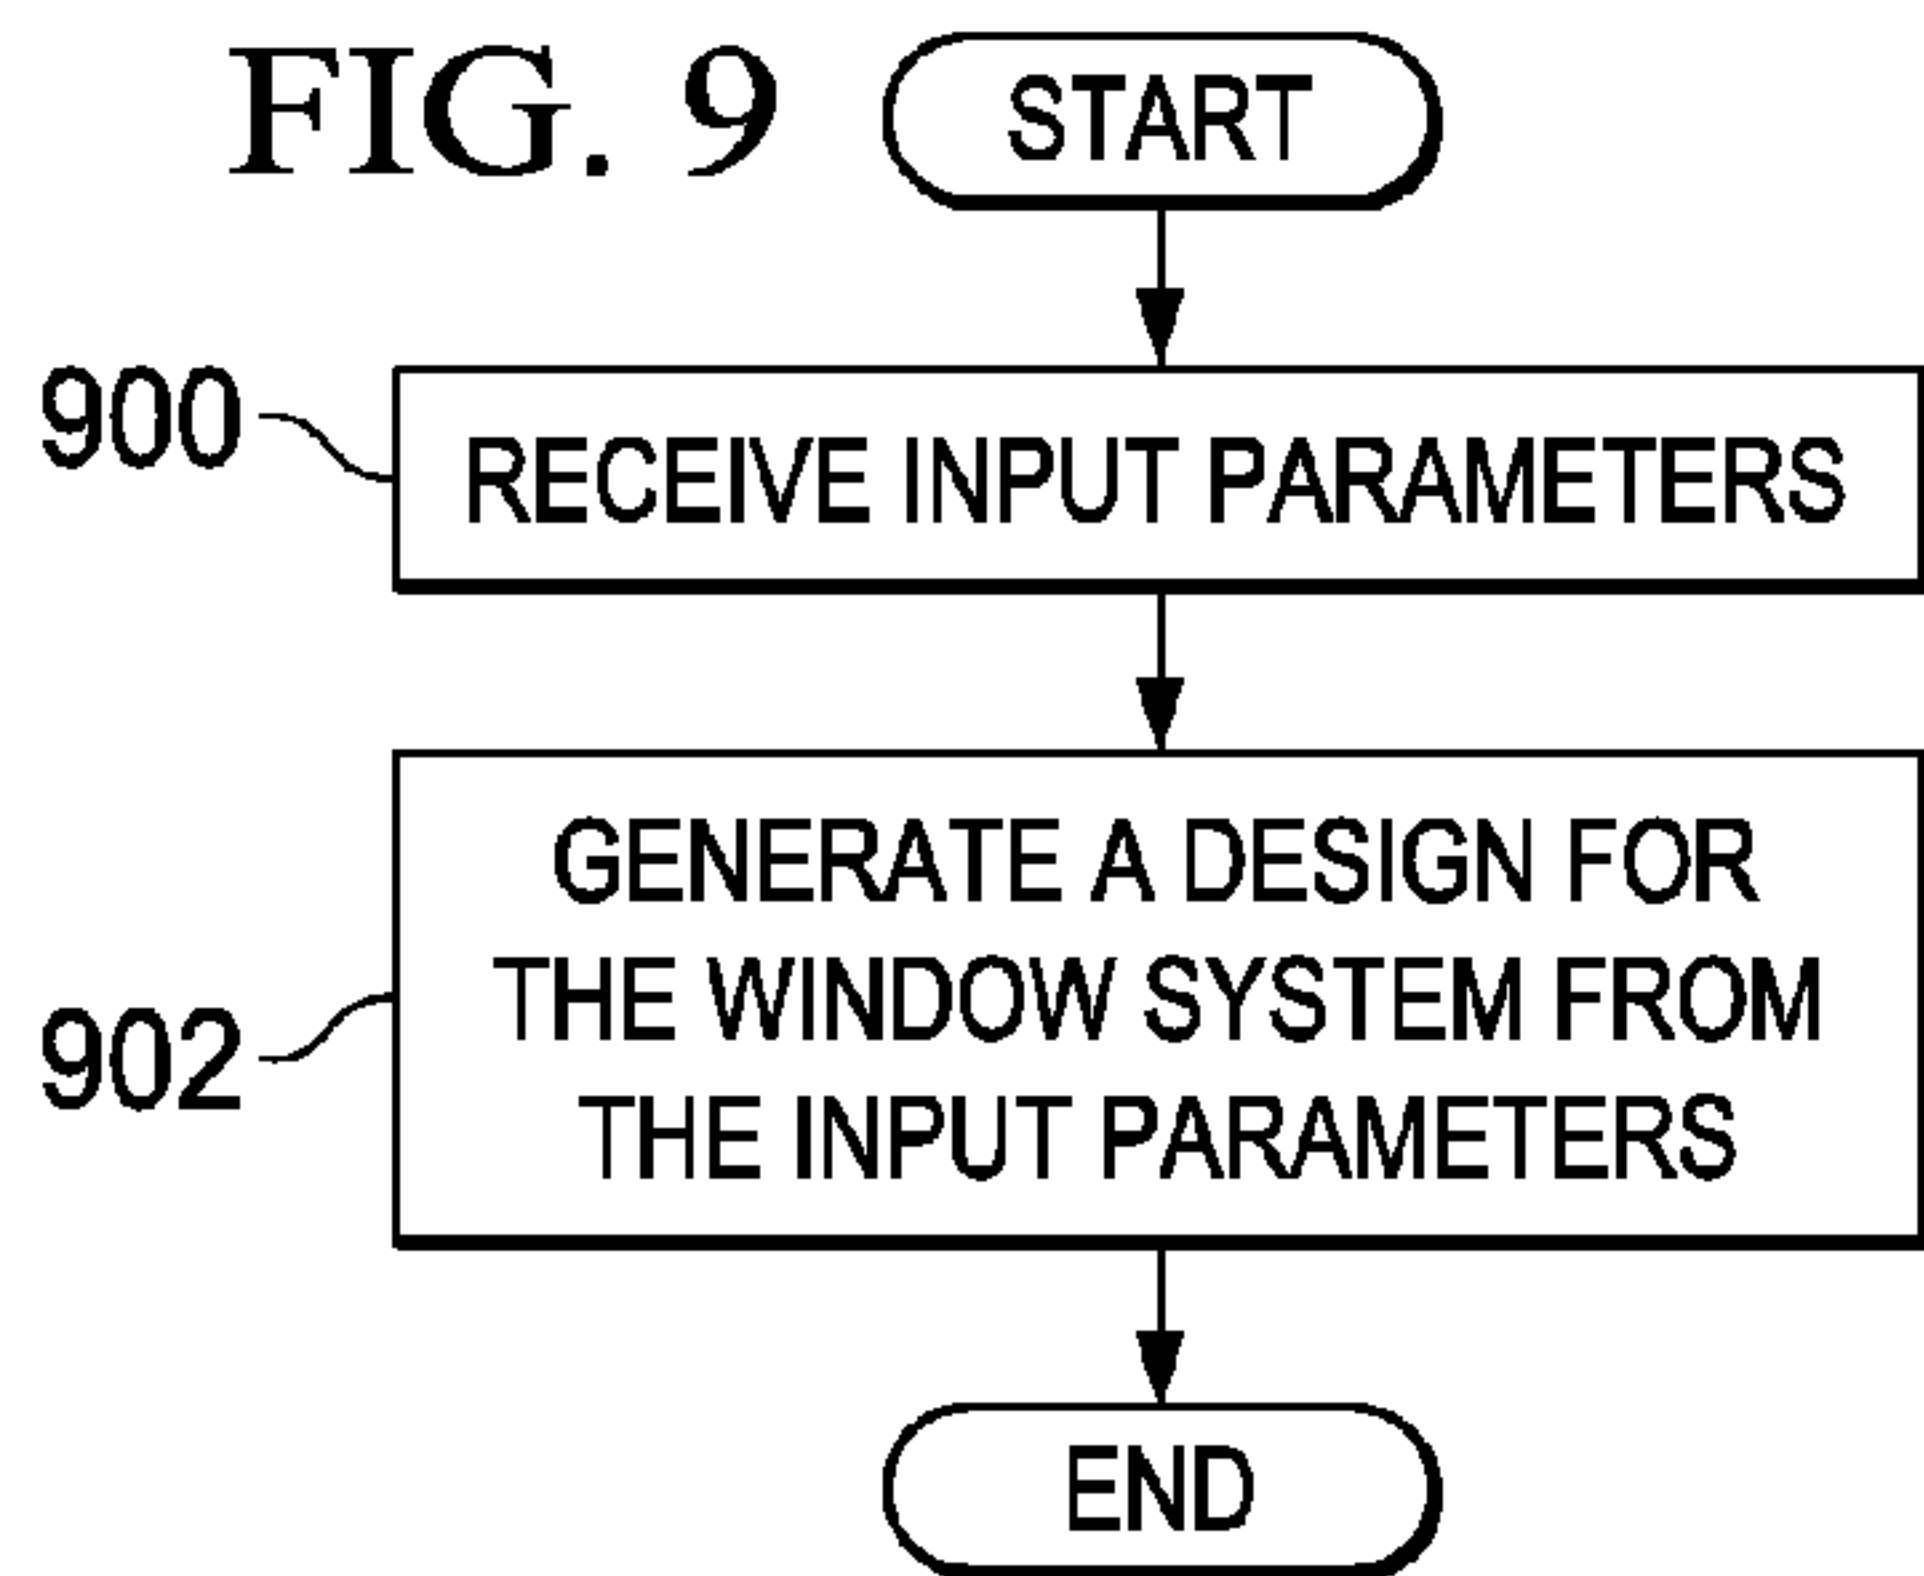 FIG. 9
START
900
RECEIVE INPUT PARAMETERS
902
GENERATE A DESIGN FOR
THE WINDOW SYSTEM FROM
THE INPUT PARAMETERS
END